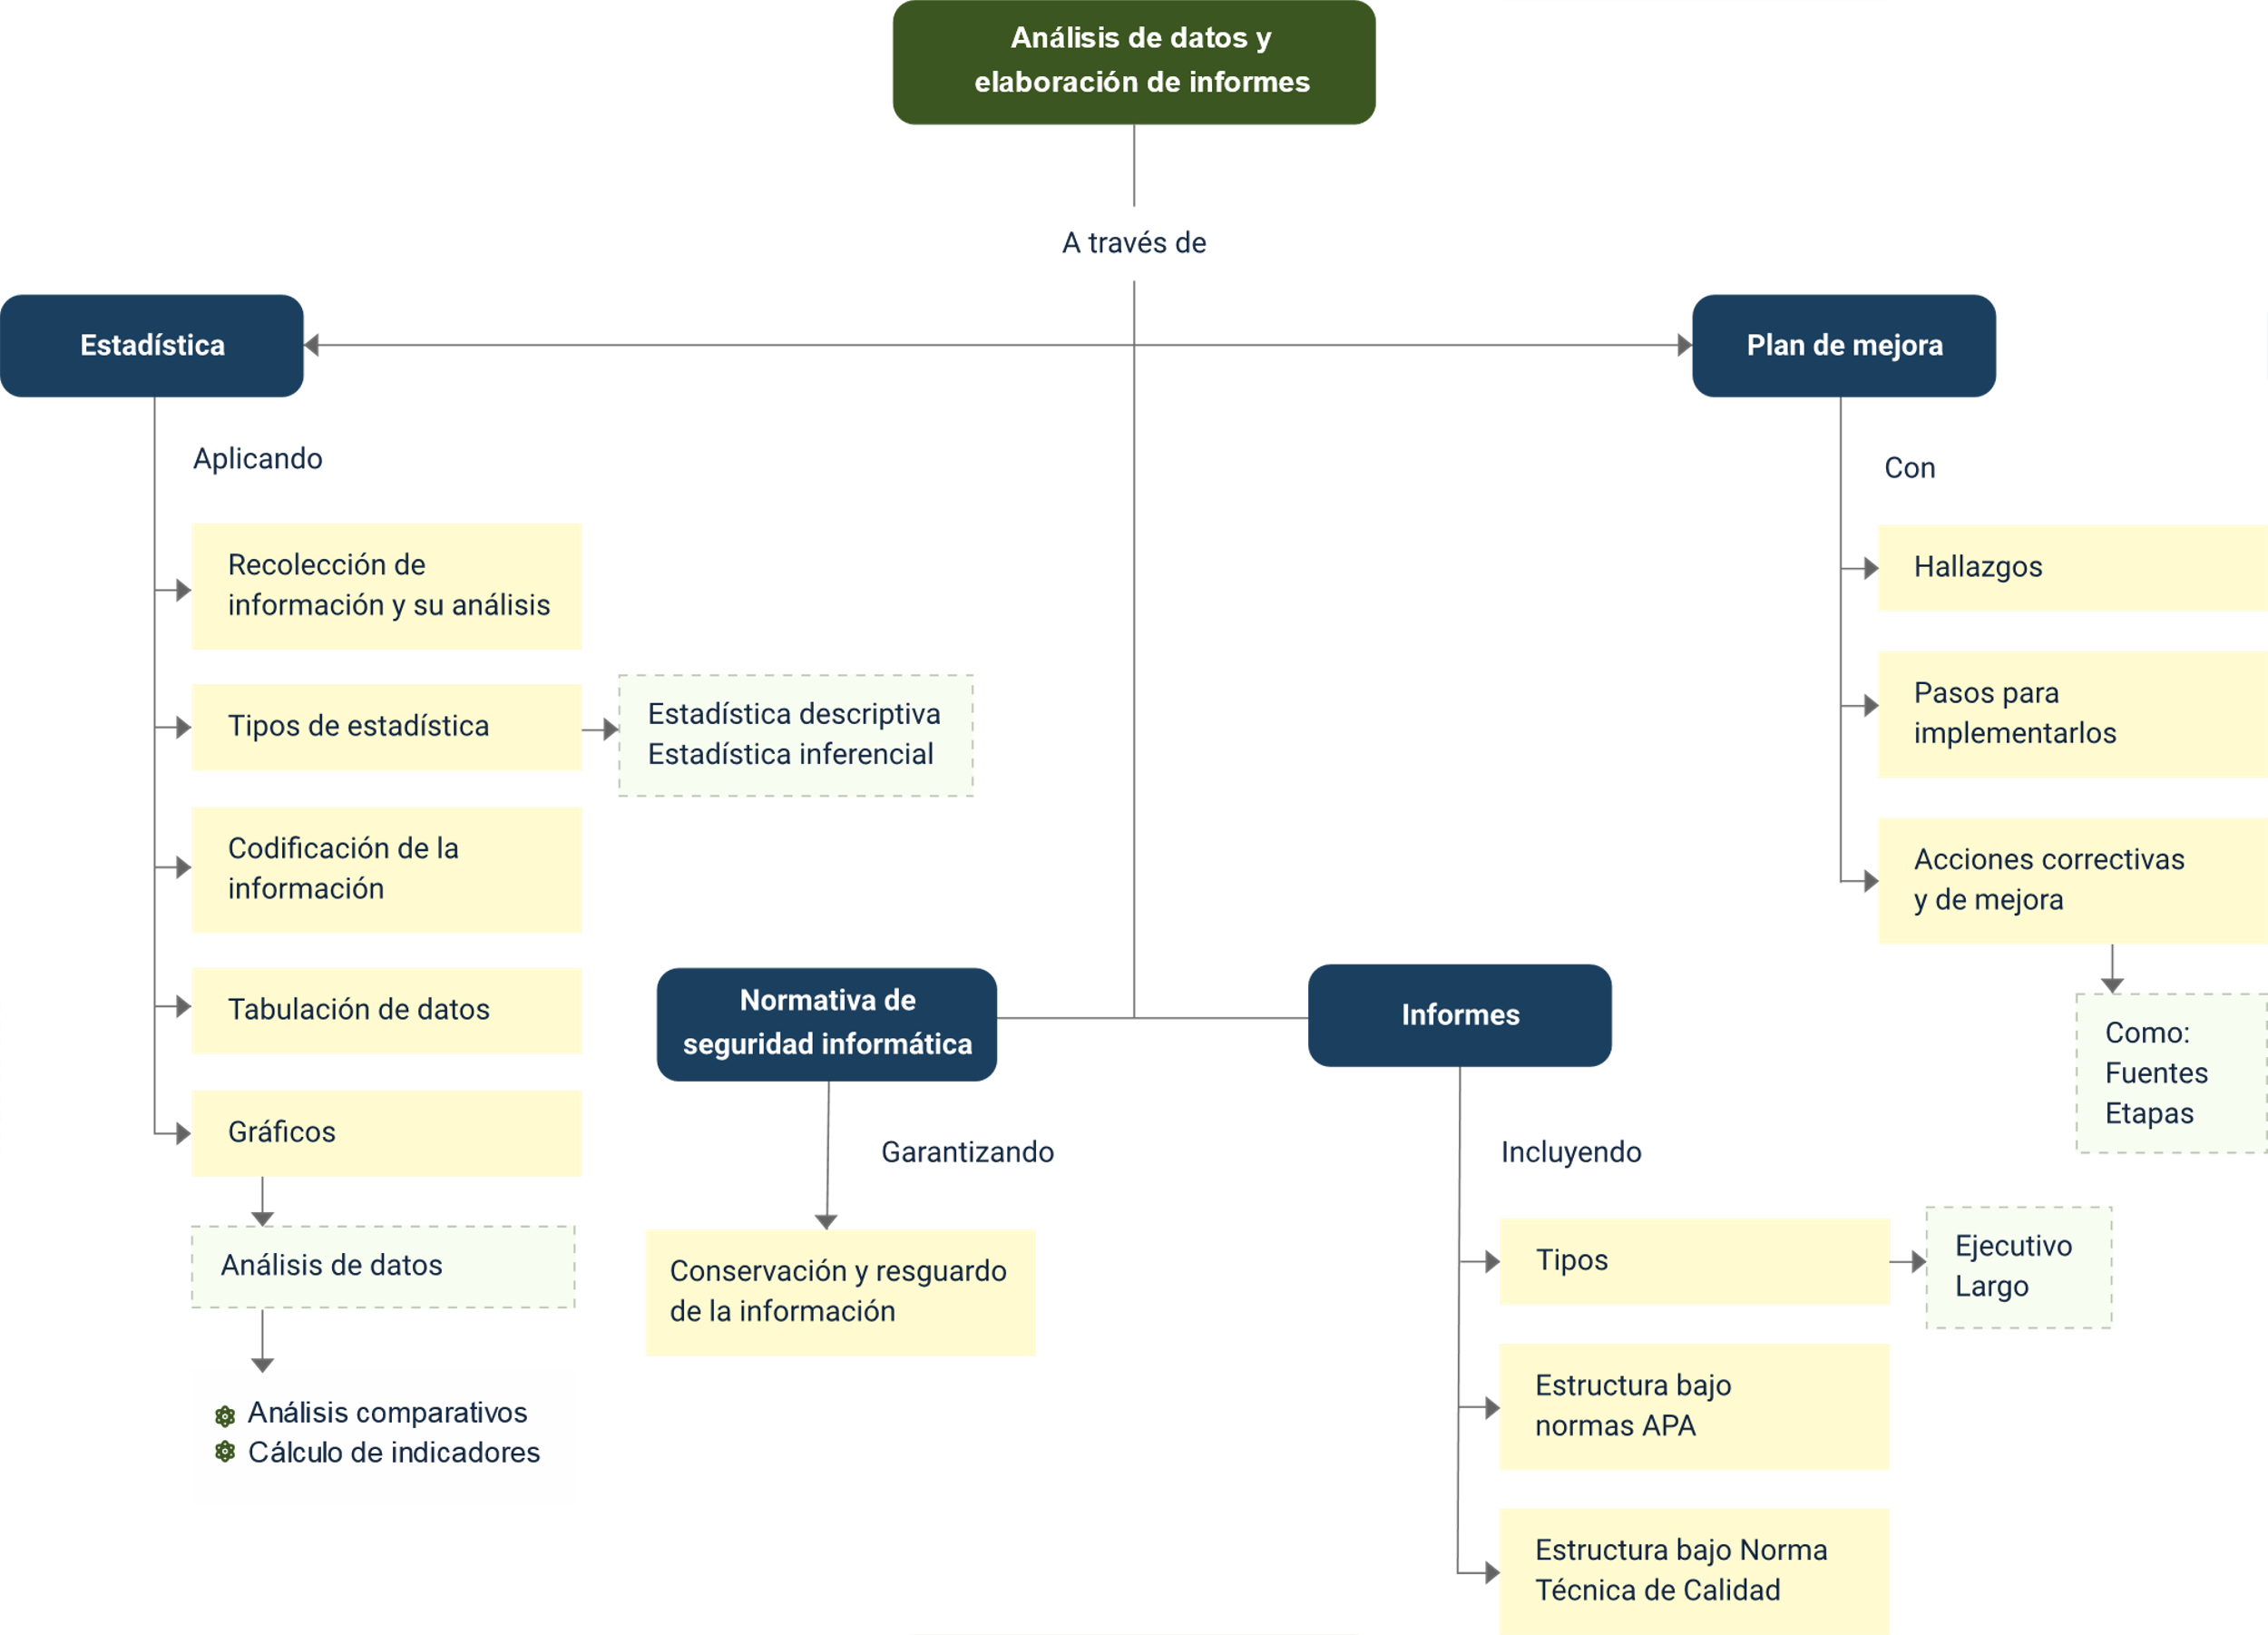 Análisis de datos y
elaboración de informes
A través de
Estadística
Plan de mejora
Aplicando
Recolección de
información y su análisis
Tipos de estadística
Estadística descriptiva
Estadística inferencial
Codificación de la
información
Tabulación de datos
Gráficos
Análisis de datos
Análisis comparativos
Cálculo de indicadores
Normativa de
seguridad informática
Garantizando
Conservación y resguardo
de la información
Informes
Incluyendo
Tipos
Ejecutivo
Largo
Estructura bajo
normas APA
Estructura bajo Norma
Técnica de Calidad
Con
Hallazgos
Pasos para
implementarlos
Acciones correctivas
y de mejora
Como:
Fuentes
Etapas